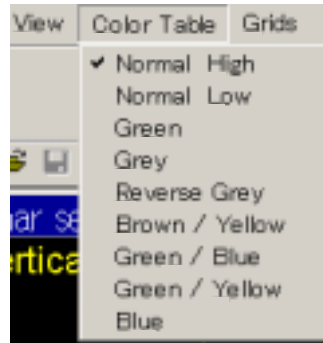 View Color Table Grids
✔ Normal High
Normal Low
Green
Grey
Reverse Grey
Brown / Yellow
Green / Blue
Green / Yellow
Blue